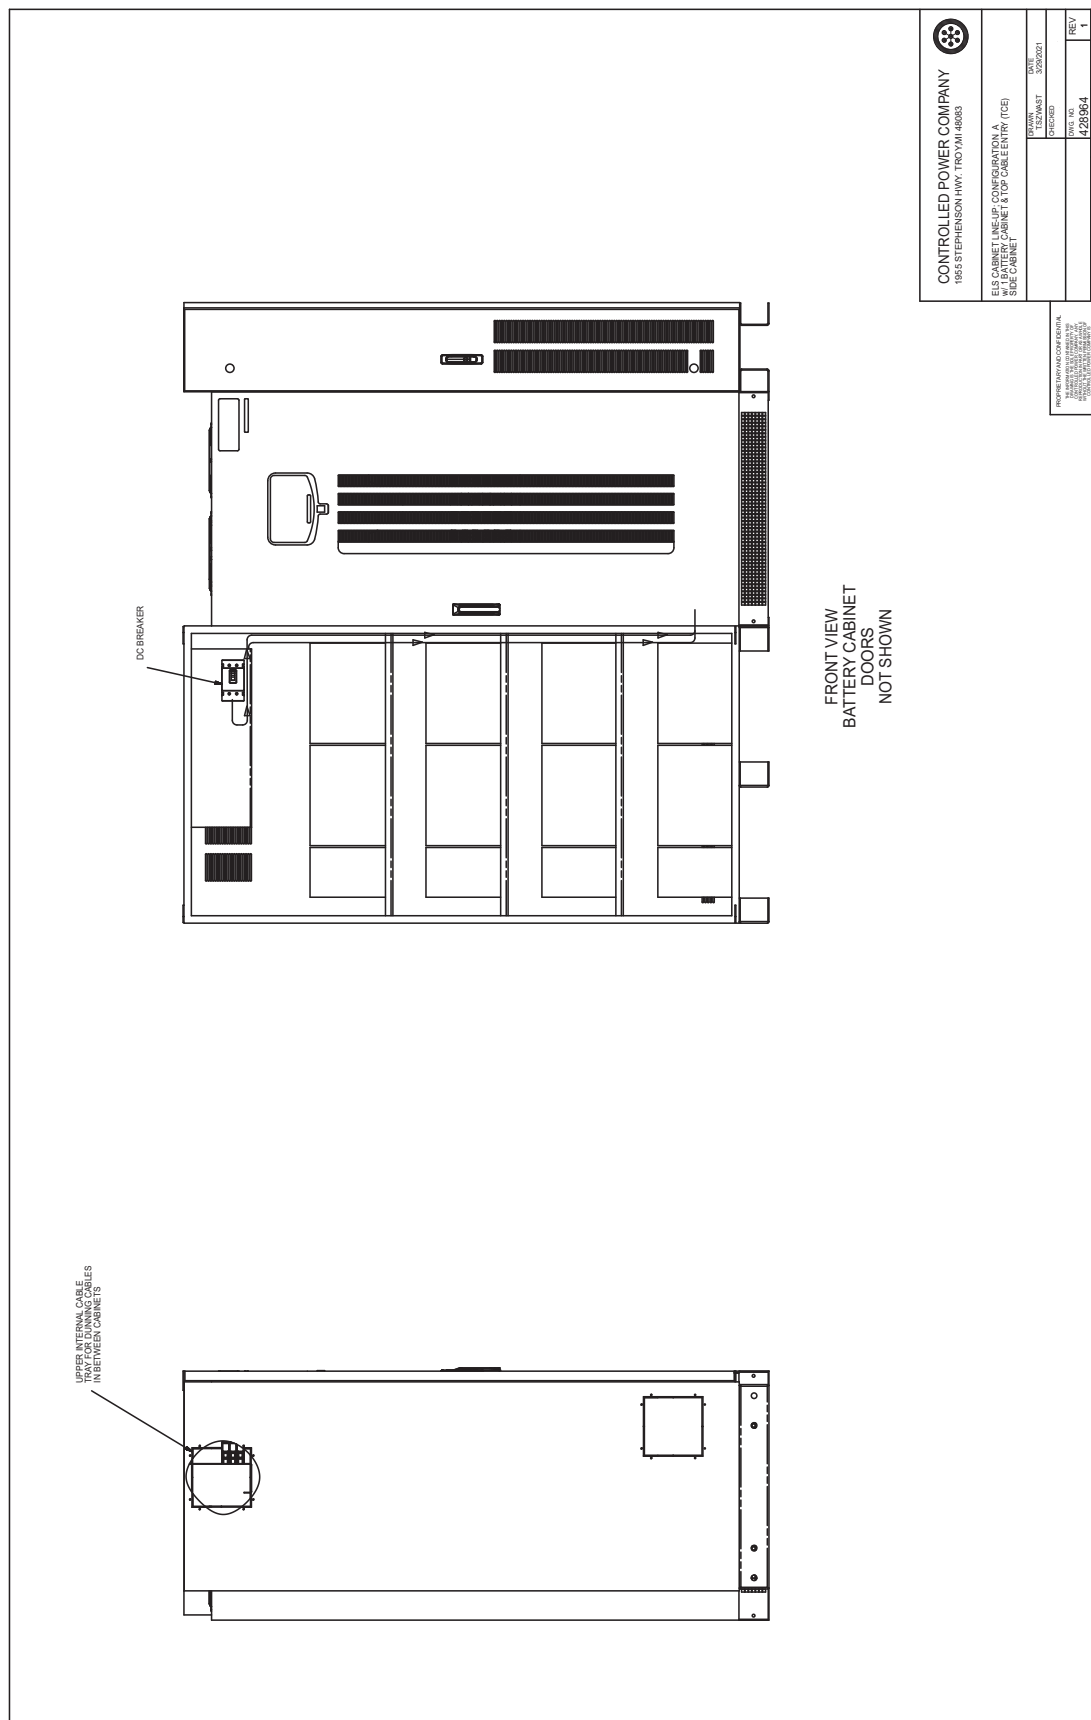 UPPER INTERNAL CABLE
TRAY FOR DUNNING CABLES
IN BETWEEN CABINETS
DC BREAKER
FRONT VIEW
BATTERY CABINET
DOORS
NOT SHOWN
PROPRIETARY AND CONFIDENTIAL
CONTROLLED POWER COMPANY
1955 STEPHENSON HWY. TROY,MI 48083
ELS CABINET LINE-UP: CONFIGURATION A
W/ 1 BATTERY CABINET & TOP CABLE ENTRY (TCE)
SIDE CABINET
DRAWN
T.SZWAST
DATE
3/29/2021
CHECKED
DWG. NO.
428964
REV
1